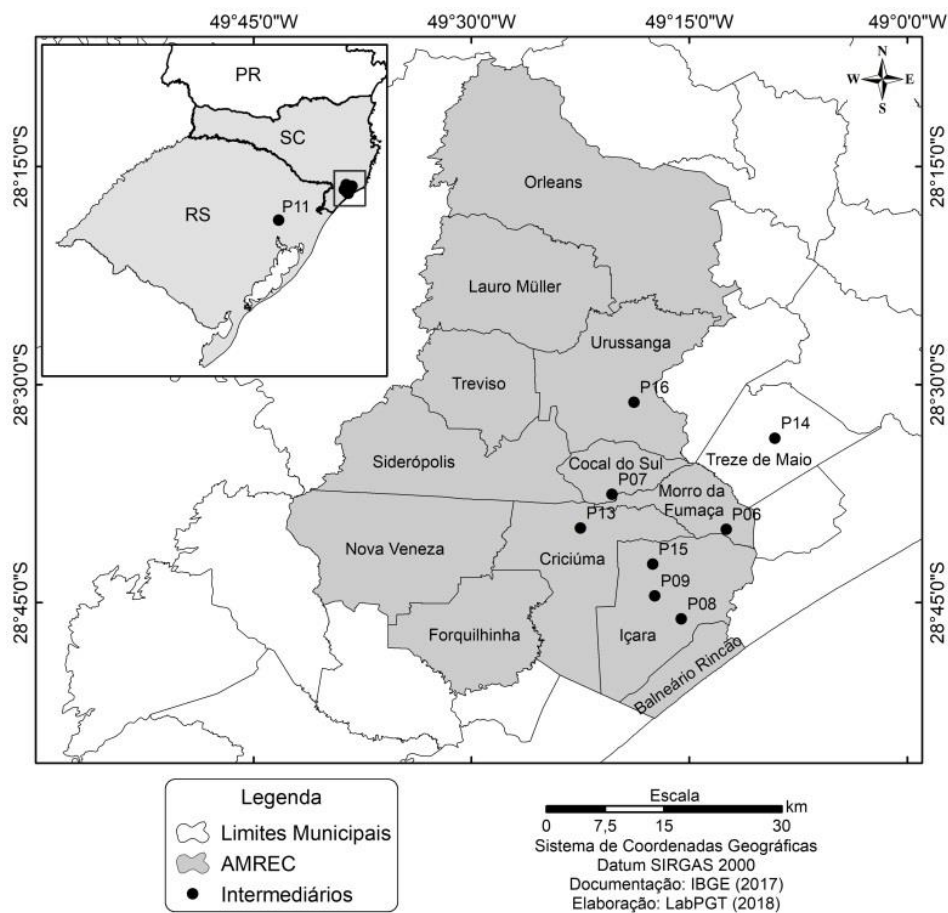 49°45'0"W 49°30'0"W 49°15'0"W 49°00'0"W
N
W E
S
PR
SC
RS
P11
28°15'0"S 28°15'0"S
Orleans
Lauro Müller
Urussanga
28°30'0"S 28°30'0"S
Treviso
P16
P14
Treze de Maio
Siderópolis
Cocal do Sul
P07
Morro da
Fumaça
P06
P13
Nova Veneza
Criciúma
P15
P09
28°45'0"S 28°45'0"S
P08
Forquilhinha
Içara
Balneário Rincão
Legenda
Limites Municipais
AMREC
Intermediários
Escala
km
0 7,5 15 30
Sistema de Coordenadas Geográficas
Datum SIRGAS 2000
Documentação: IBGE (2017)
Elaboração: LabPGT (2018)